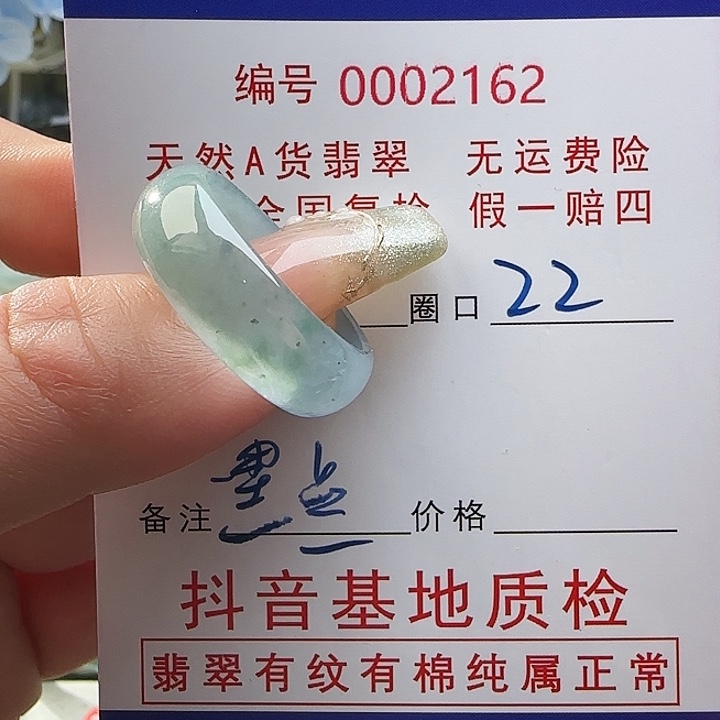 编号 0002162
天然A货翡翠 无运费险
全国复检 假一赔四
圈口 22
备注 黑点 价格
抖音基地质检
翡翠有纹有棉纯属正常